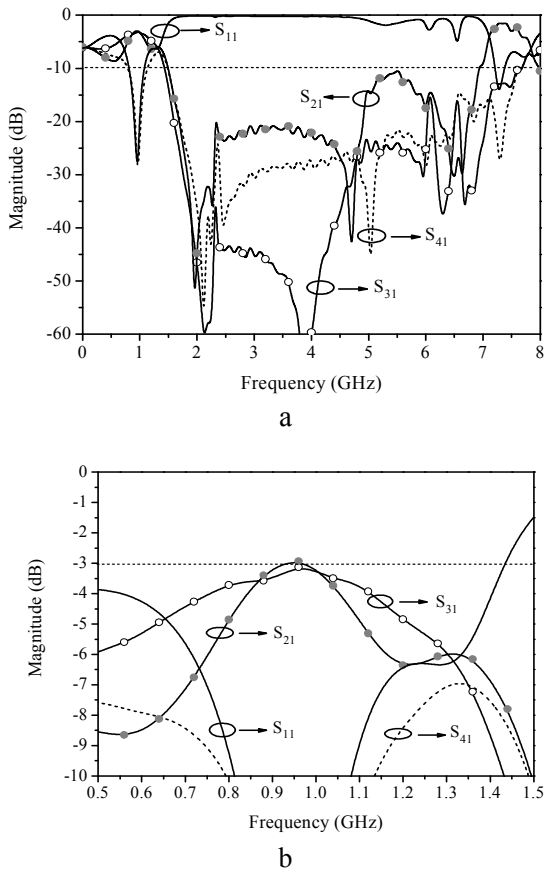 0
-10
-20
-30
-40
-50
-60
Magnitude (dB)
S11
S21
S41
S31
0 1 2 3 4 5 6 7 8
Frequency (GHz)
a
0
-1
-2
-3
-4
-5
-6
-7
-8
-9
-10
Magnitude (dB)
S31
S21
S11
S41
0.5 0.6 0.7 0.8 0.9 1.0 1.1 1.2 1.3 1.4 1.5
Frequency (GHz)
b